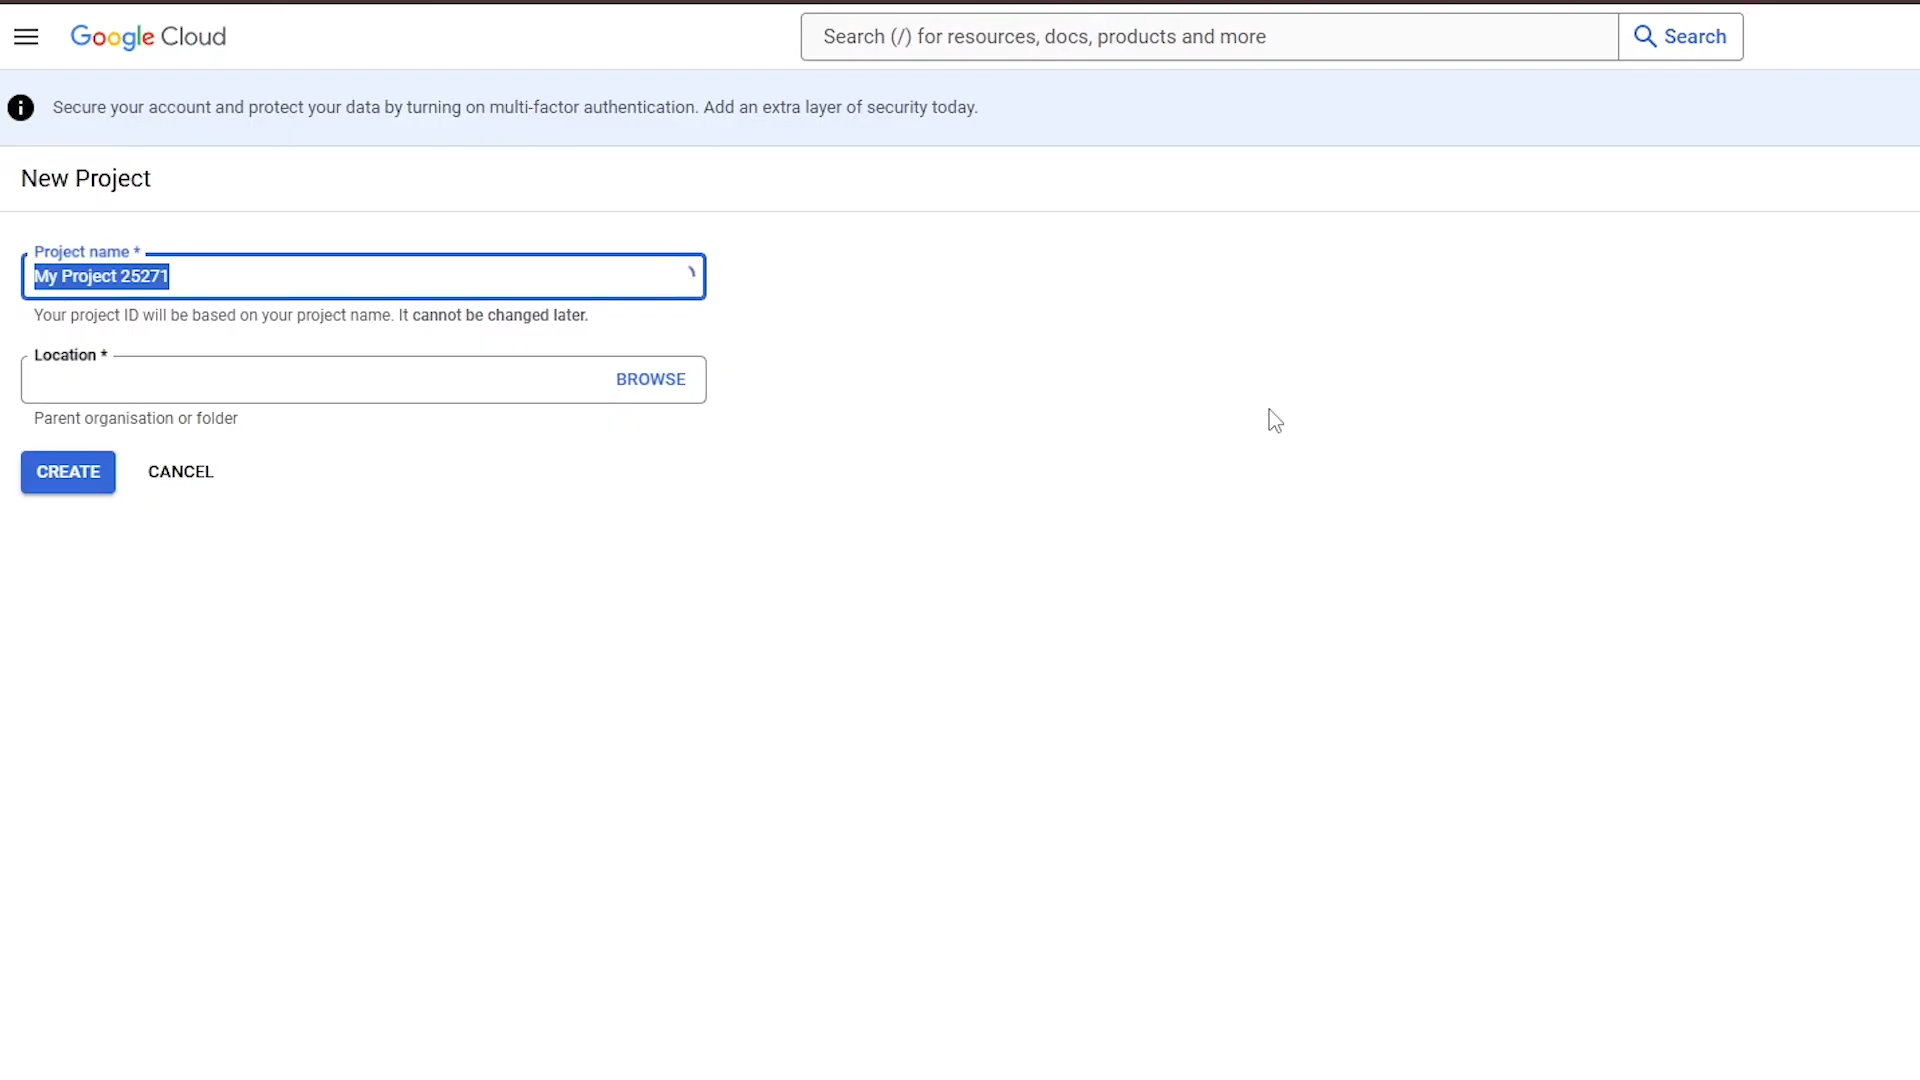 Google Cloud
Search (/) for resources, docs, products and more
Search
Secure your account and protect your data by turning on multi-factor authentication. Add an extra layer of security today.
New Project
Project name *
My Project 25271
Your project ID will be based on your project name. It cannot be changed later.
Location *
BROWSE
Parent organisation or folder
CREATE
CANCEL